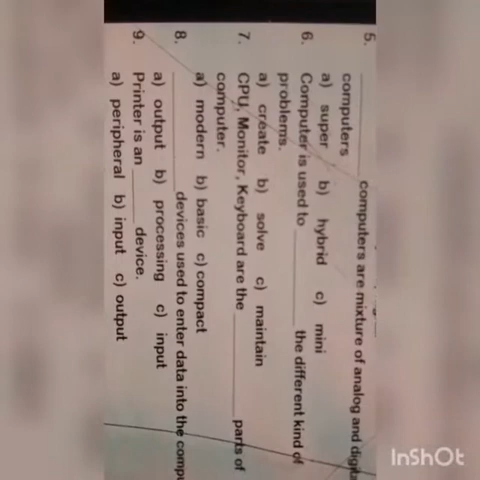 5. ________ computers are mixture of analog and digita
computers
a) super b) hybrid c) mini
6. Computer is used to ________ the different kind of
problems.
a) create b) solve c) maintain
7. CPU, Monitor, Keyboard are the ________ parts of
computer.
a) modern b) basic c) compact
8. ________ devices used to enter data into the compu
a) output b) processing c) input
9. Printer is an ______ device.
a) peripheral b) input c) output
InShOt